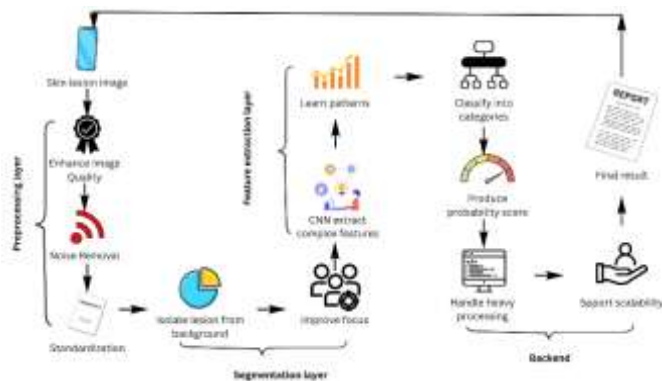 Skin lesion image
Preprocessing layer
Enhance Image
Quality
Noise Removal
Standardization
Isolate lesion from
background
Improve focus
Segmentation layer
Feature extraction layer
CNN extract
complex features
Learn patterns
Classify into
categories
Produce
probability score
Handle heavy
processing
Spport scalability
Backend
REPORT
Final result